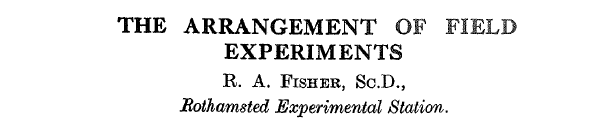 THE ARRANGEMENT OF FIELD
EXPERIMENTS
R. A. FISHER, SC.D.,
Rothamsted Experimental Station.